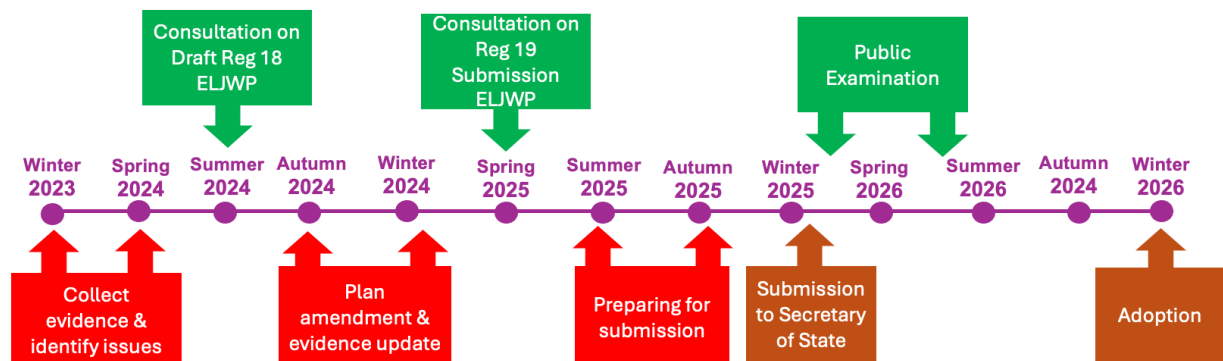 Consultation on
Draft Reg 18
ELJWP
Consultation on
Reg 19
Submission
ELJWP
Public
Examination
Winter
2023
Spring
2024
Summer
2024
Autumn
2024
Winter
2024
Spring
2025
Summer
2025
Autumn
2025
Winter
2025
Spring
2026
Summer
2026
Autumn
2024
Winter
2026
Collect
evidence &
identify issues
Plan
amendment &
evidence update
Preparing for
submission
Submission
to Secretary
of State
Adoption